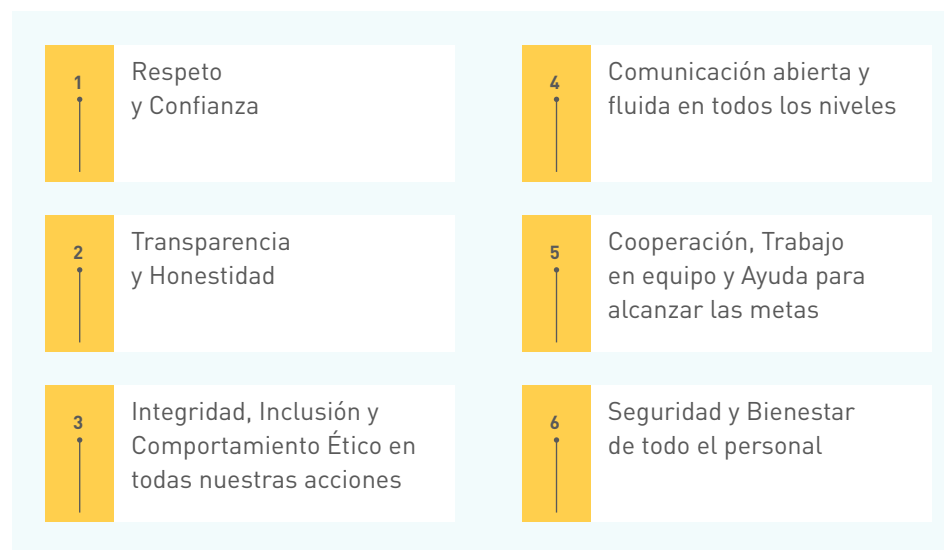 1
Respeto
y Confianza
2
Transparencia
y Honestidad
3
Integridad, Inclusión y
Comportamiento Ético en
todas nuestras acciones
4
Comunicación abierta y
fluida en todos los niveles
5
Cooperación, Trabajo
en equipo y Ayuda para
alcanzar las metas
6
Seguridad y Bienestar
de todo el personal